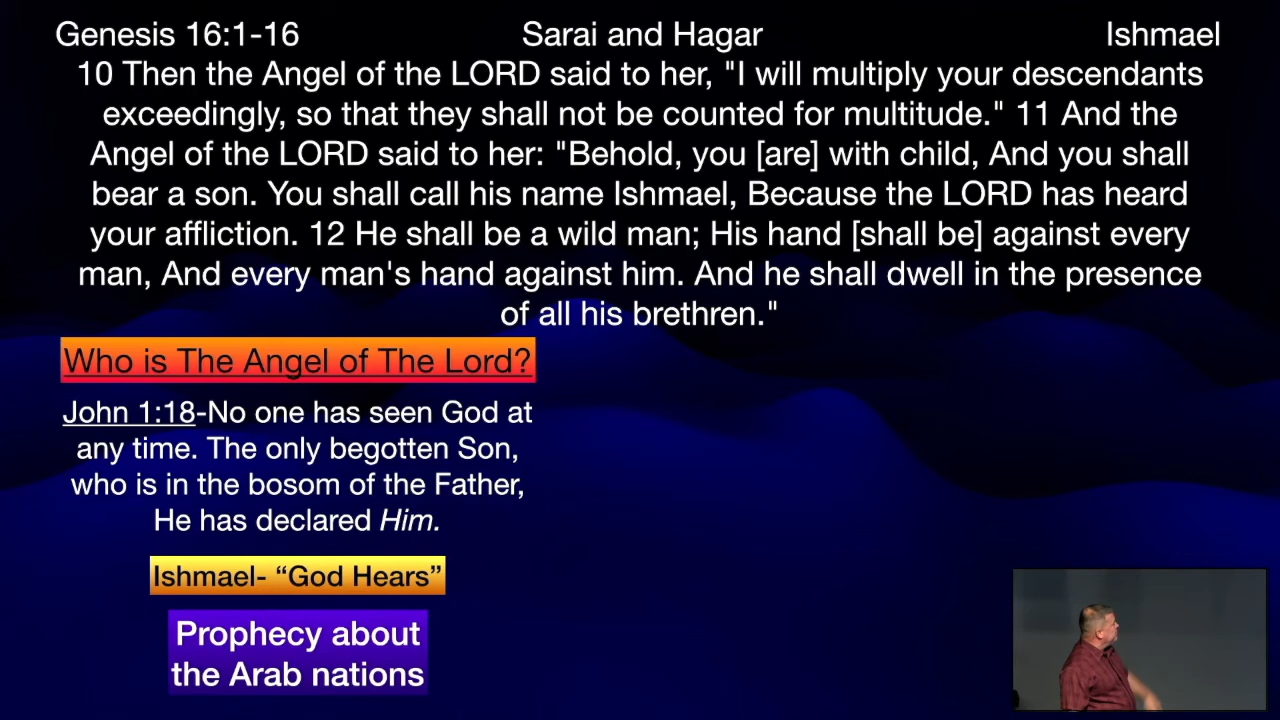 Genesis 16:1-16 Sarai and Hagar Ishmael
10 Then the Angel of the LORD said to her, "I will multiply your descendants
exceedingly, so that they shall not be counted for multitude." 11 And the
Angel of the LORD said to her: "Behold, you [are] with child, And you shall
bear a son. You shall call his name Ishmael, Because the LORD has heard
your affliction. 12 He shall be a wild man; His hand [shall be] against every
man, And every man's hand against him. And he shall dwell in the presence
of all his brethren."
Who is The Angel of The Lord?
John 1:18-No one has seen God at
any time. The only begotten Son,
who is in the bosom of the Father,
He has declared Him.
Ishmael- “God Hears”
Prophecy about
the Arab nations